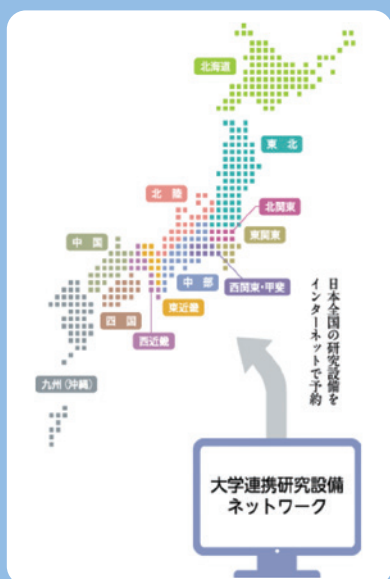 北海道
東 北
北 陸
北関東
東関東
中 国
中 部
西関東・甲斐
東近畿
四 国
西近畿
九州(沖縄)
日本全国の研究設備を
インターネットで予約
大学連携研究設備
ネットワーク